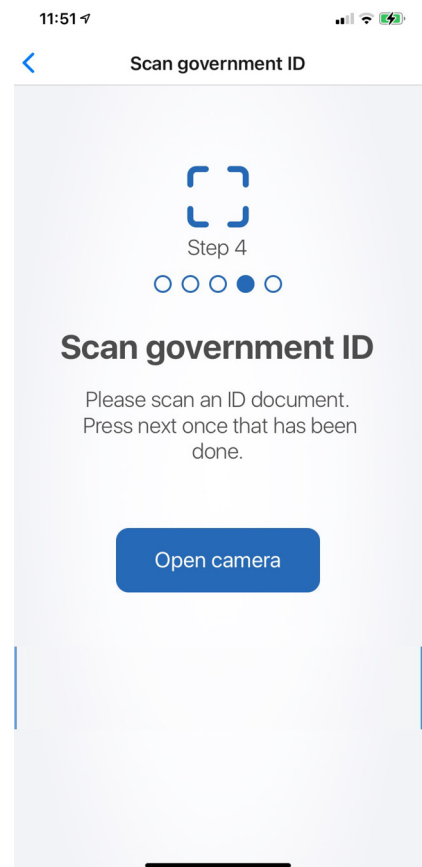 11:51
Scan government ID
Step 4
Scan government ID
Please scan an ID document.
Press next once that has been
done.
Open camera